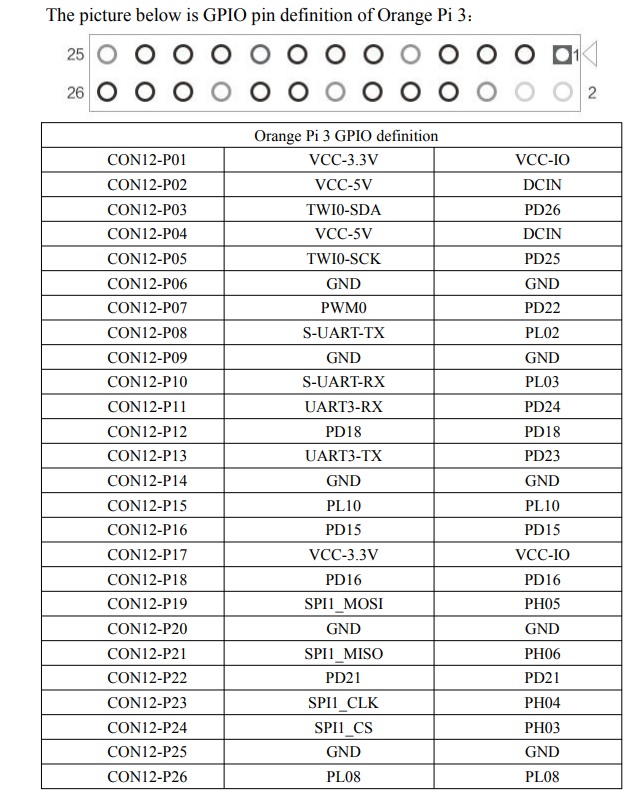 The picture below is GPIO pin definition of Orange Pi 3：
25 1
26 2
Orange Pi 3 GPIO definition
CON12-P01 VCC-3.3V VCC-IO
CON12-P02 VCC-5V DCIN
CON12-P03 TWI0-SDA PD26
CON12-P04 VCC-5V DCIN
CON12-P05 TWI0-SCK PD25
CON12-P06 GND GND
CON12-P07 PWM0 PD22
CON12-P08 S-UART-TX PL02
CON12-P09 GND GND
CON12-P10 S-UART-RX PL03
CON12-P11 UART3-RX PD24
CON12-P12 PD18 PD18
CON12-P13 UART3-TX PD23
CON12-P14 GND GND
CON12-P15 PL10 PL10
CON12-P16 PD15 PD15
CON12-P17 VCC-3.3V VCC-IO
CON12-P18 PD16 PD16
CON12-P19 SPI1_MOSI PH05
CON12-P20 GND GND
CON12-P21 SPI1_MISO PH06
CON12-P22 PD21 PD21
CON12-P23 SPI1_CLK PH04
CON12-P24 SPI1_CS PH03
CON12-P25 GND GND
CON12-P26 PL08 PL08